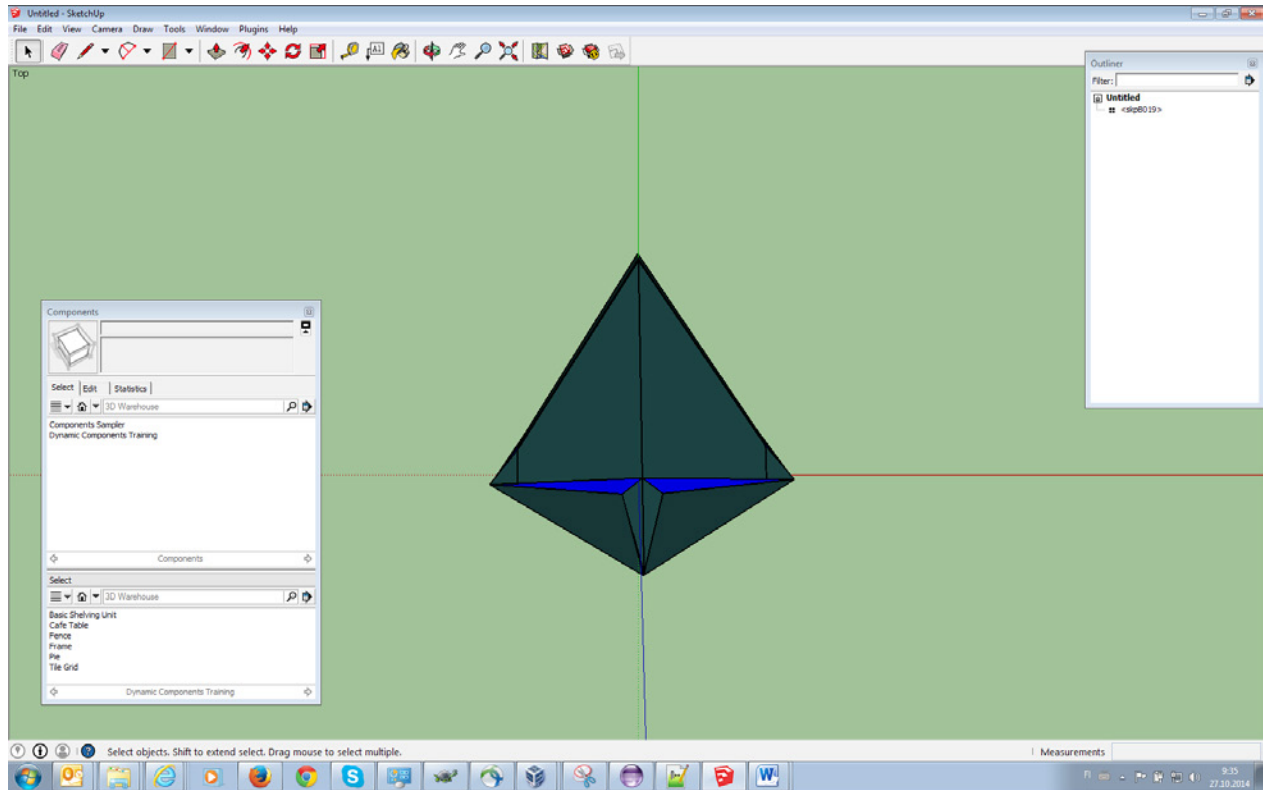 Untitled - SketchUp
File Edit View Camera Draw Tools Window Plugins Help
A1
Top
Outliner
Filter:
Untitled
<skp8019>
Components
Select Edit Statistics
3D Warehouse
Components Sampler
Dynamic Components Training
Components
Select
3D Warehouse
Basic Shelving Unit
Cafe Table
Fence
Frame
Pie
Tile Grid
Dynamic Components Training
Select objects. Shift to extend select. Drag mouse to select multiple.
Measurements
FI
9:35
27.10.2014